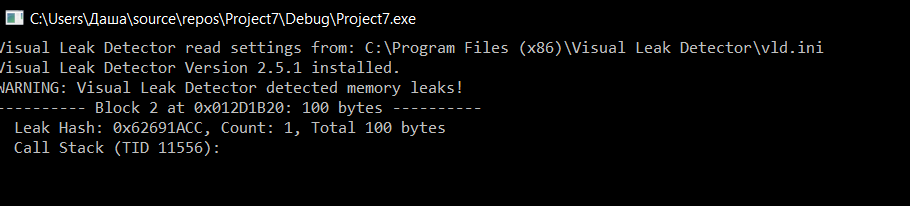 C:\Users\Даша\source\repos\Project7\Debug\Project7.exe
Visual Leak Detector read settings from: C:\Program Files (x86)\Visual Leak Detector\vld.ini
Visual Leak Detector Version 2.5.1 installed.
WARNING: Visual Leak Detector detected memory leaks!
---------- Block 2 at 0x012D1B20: 100 bytes ----------
  Leak Hash: 0x62691ACC, Count: 1, Total 100 bytes
  Call Stack (TID 11556):